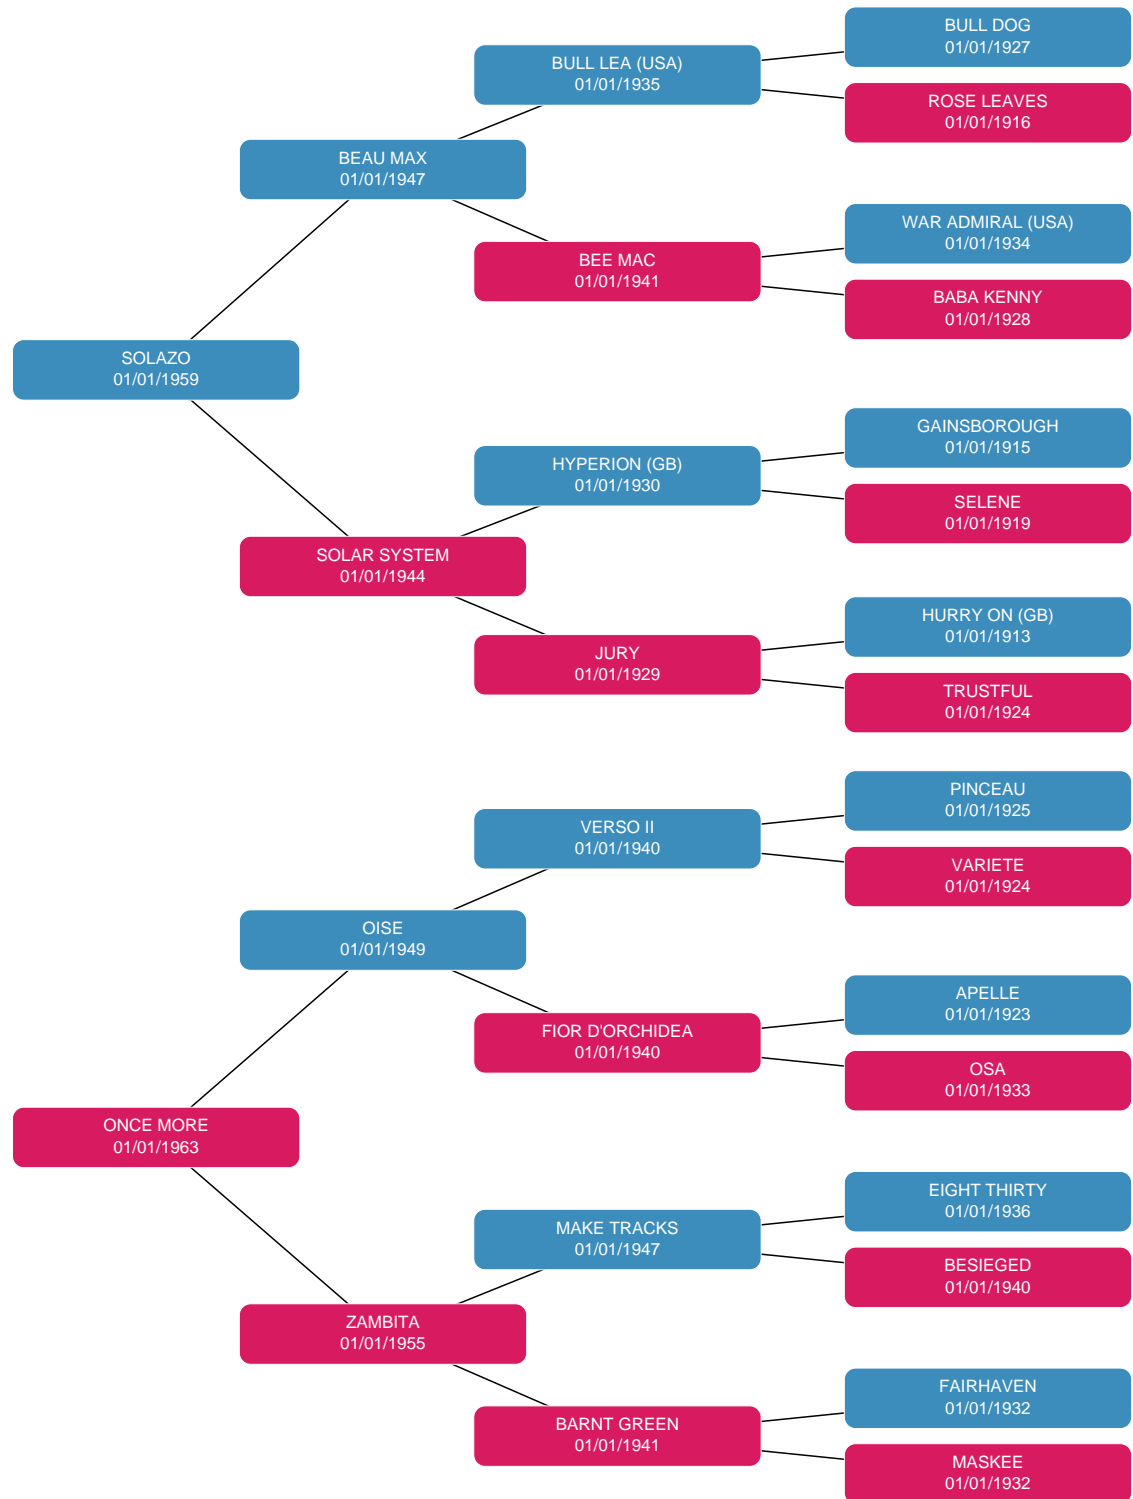 BULL DOG
01/01/1927
BULL LEA (USA)
01/01/1935
ROSE LEAVES
01/01/1916
BEAU MAX
01/01/1947
WAR ADMIRAL (USA)
01/01/1934
BEE MAC
01/01/1941
BABA KENNY
01/01/1928
SOLAZO
01/01/1959
GAINSBOROUGH
01/01/1915
HYPERION (GB)
01/01/1930
SELENE
01/01/1919
SOLAR SYSTEM
01/01/1944
HURRY ON (GB)
01/01/1913
JURY
01/01/1929
TRUSTFUL
01/01/1924
PINCEAU
01/01/1925
VERSO II
01/01/1940
VARIETE
01/01/1924
OISE
01/01/1949
APELLE
01/01/1923
FIOR D'ORCHIDEA
01/01/1940
OSA
01/01/1933
ONCE MORE
01/01/1963
EIGHT THIRTY
01/01/1936
MAKE TRACKS
01/01/1947
BESIEGED
01/01/1940
ZAMBITA
01/01/1955
FAIRHAVEN
01/01/1932
BARNT GREEN
01/01/1941
MASKEE
01/01/1932